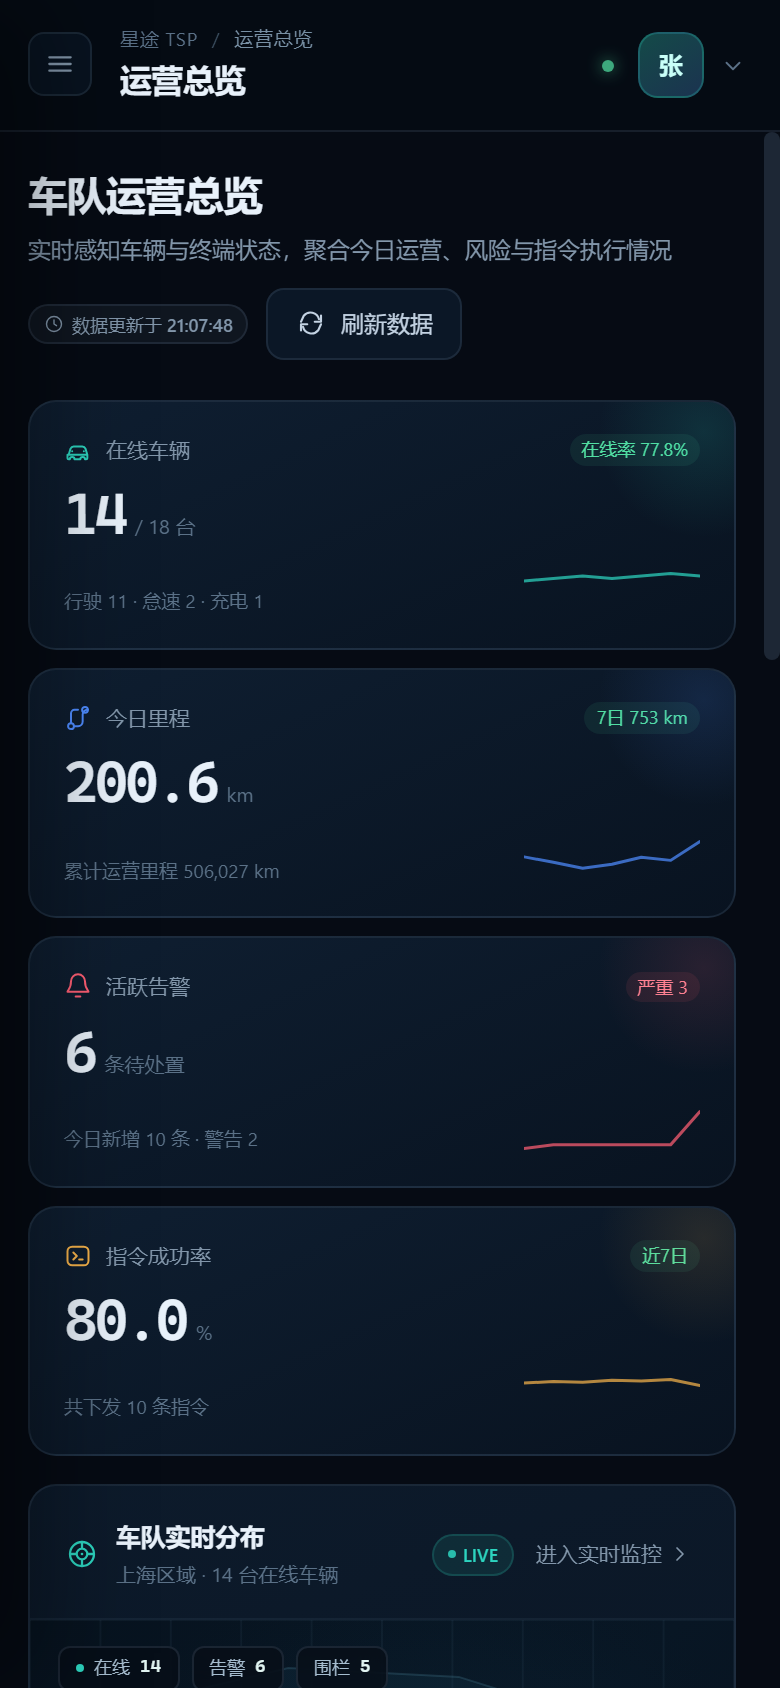 星途 TSP / 运营总览
运营总览
张
车队运营总览
实时感知车辆与终端状态，聚合今日运营、风险与指令执行情况
数据更新于 21:07:48
刷新数据
在线车辆
在线率 77.8%
14 / 18 台
行驶 11 · 怠速 2 · 充电 1
今日里程
7日 753 km
200.6 km
累计运营里程 506,027 km
活跃告警
严重 3
6 条待处置
今日新增 10 条 · 警告 2
指令成功率
近7日
80.0 %
共下发 10 条指令
车队实时分布
上海区域 · 14 台在线车辆
LIVE
进入实时监控
在线 14
告警 6
围栏 5